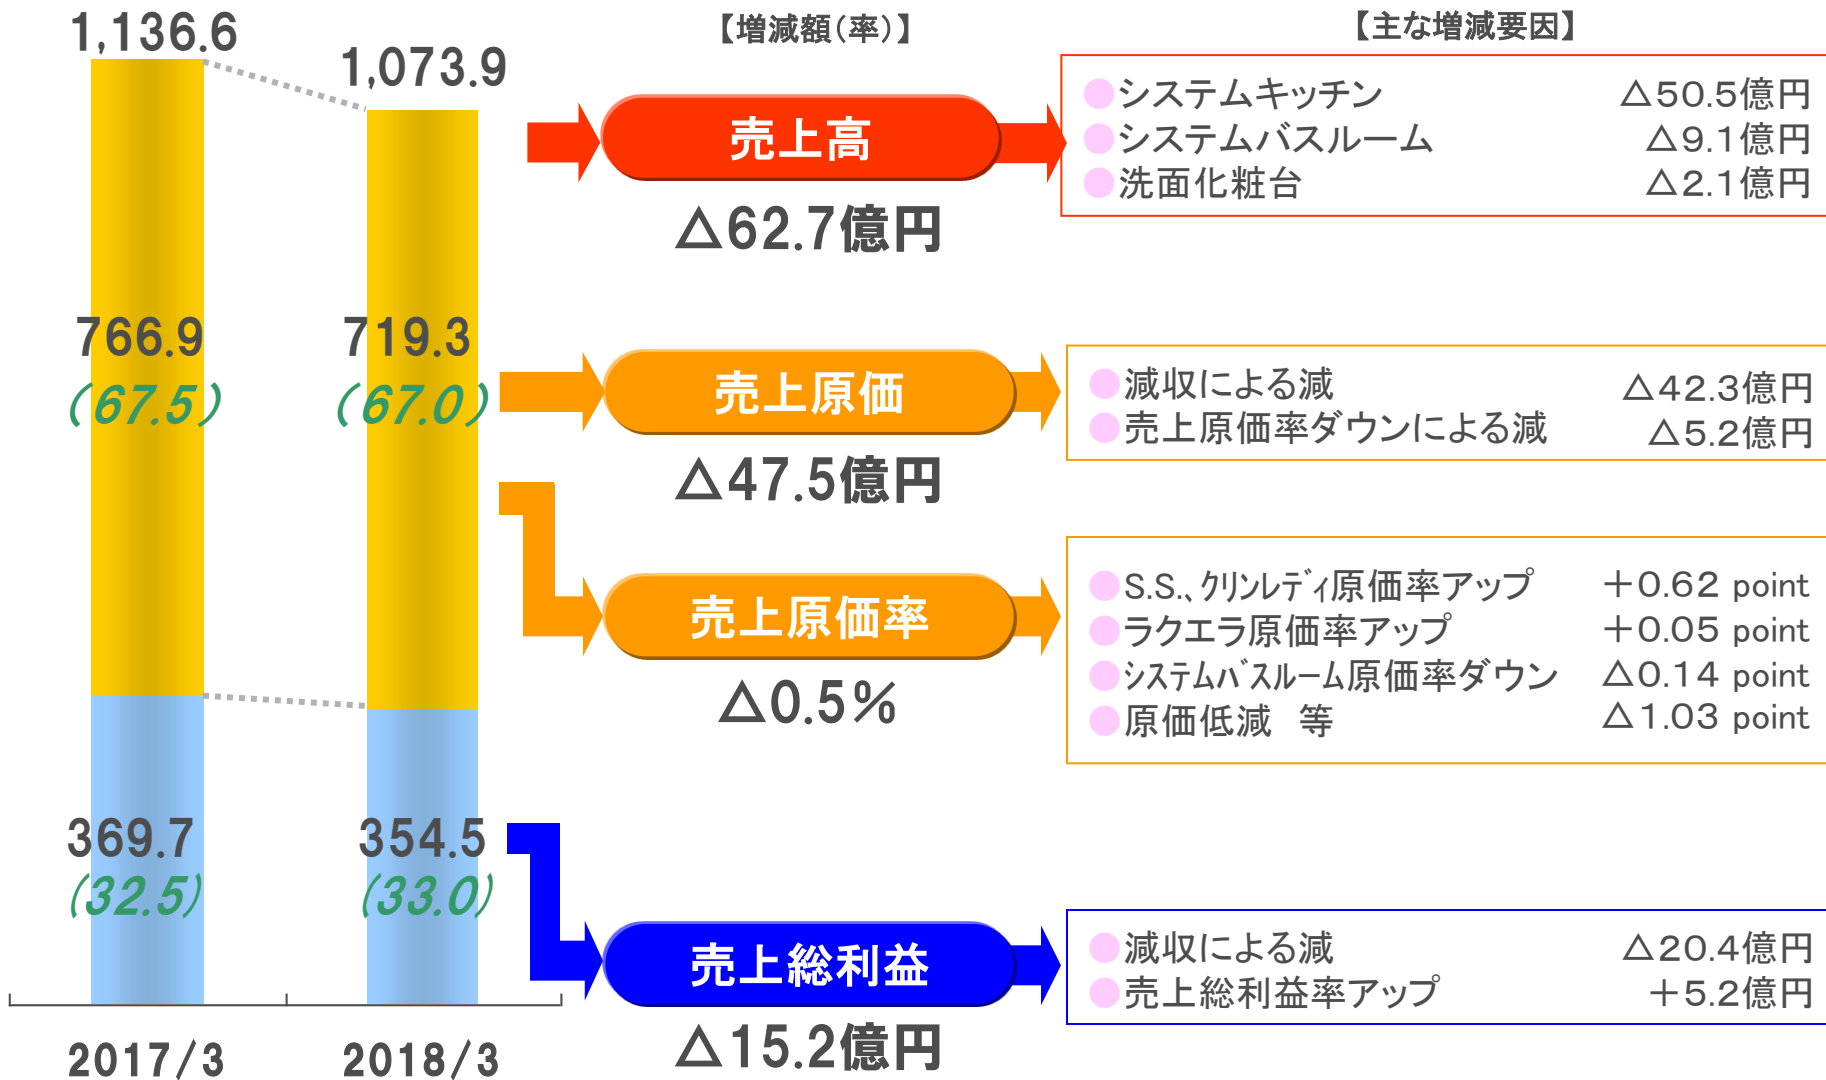 1,136.6
1,073.9
766.9
(67.5)
719.3
(67.0)
369.7
(32.5)
354.5
(33.0)
2017/3
2018/3
【増減額(率)】
売上高
△62.7億円
売上原価
△47.5億円
売上原価率
△0.5%
売上総利益
△15.2億円
【主な増減要因】
●システムキッチン △50.5億円
●システムバスルーム △9.1億円
●洗面化粧台 △2.1億円
●減収による減 △42.3億円
●売上原価率ダウンによる減 △5.2億円
●S.S.、クリンレディ原価率アップ +0.62 point
●ラクエラ原価率アップ +0.05 point
●システムバスルーム原価率ダウン △0.14 point
●原価低減 等 △1.03 point
●減収による減 △20.4億円
●売上総利益率アップ +5.2億円